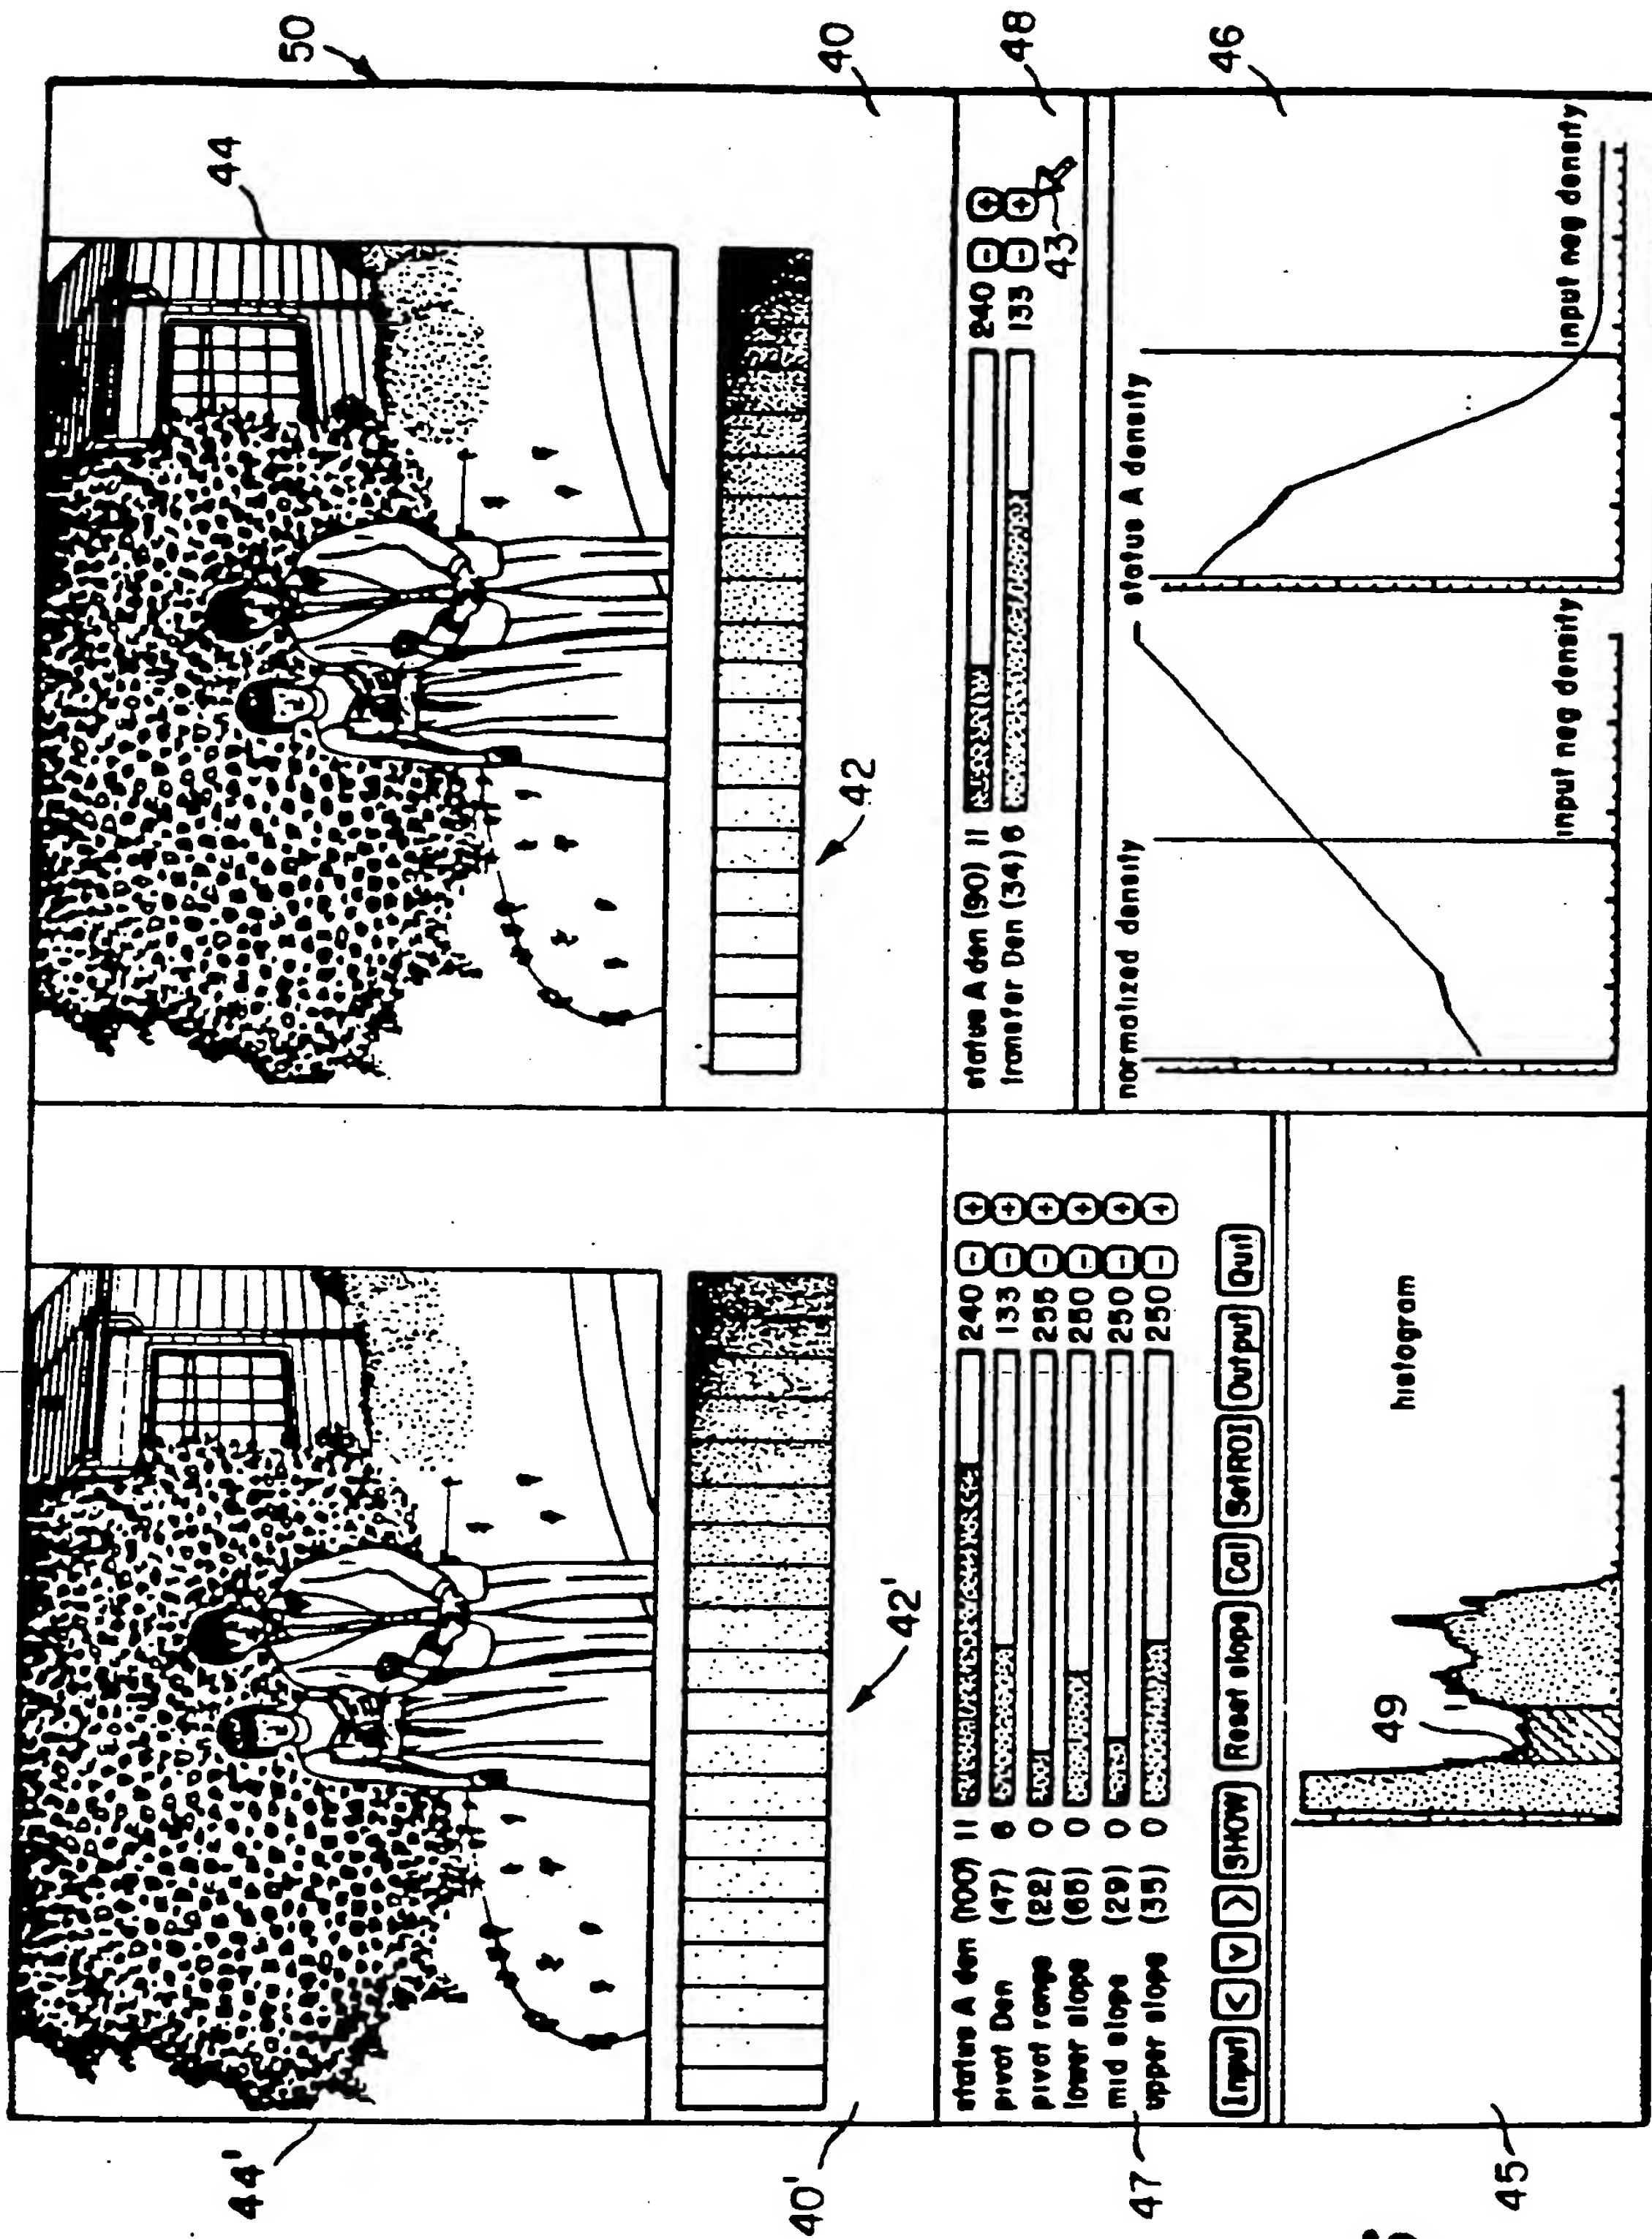 50
44'
44
40'
40
42'
42
status A den (100) 11 240 - +
pivot Den (47) 6 133 - +
pivot range (22) 0 255 - +
lower slope (65) 0 250 - +
mid slope (29) 0 250 - +
upper slope (35) 0 250 - +
47
Input < v > SHOW Reset slope Cal SetROI Output Quit
status A den (90) 11 240 - +
transfer Den (34) 6 133 - +
43
48
histogram
49
45
normalized density
input neg density
status A density
input neg density
46